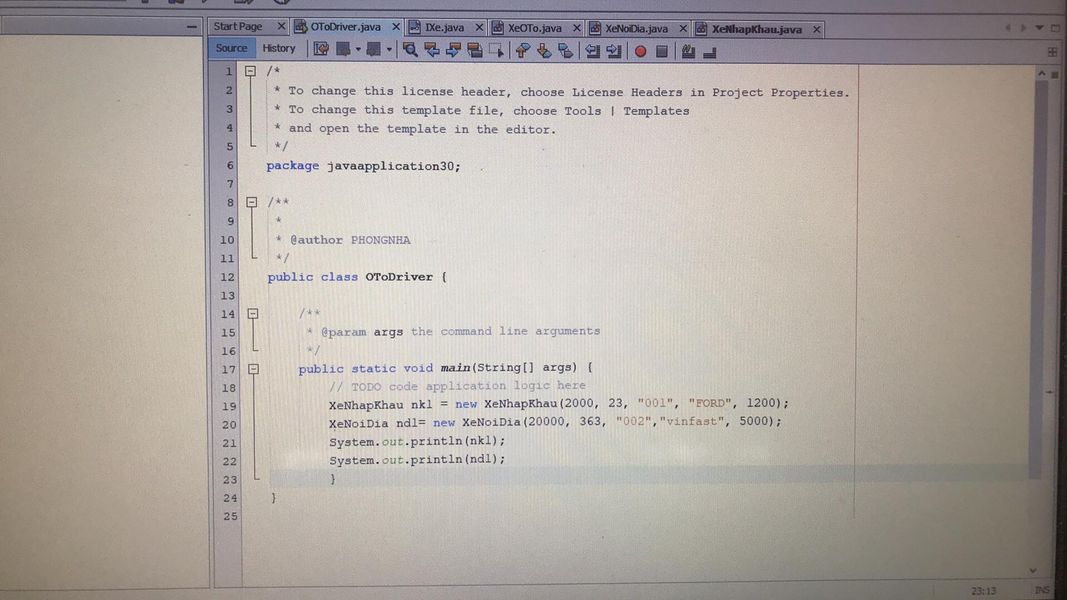 Start Page OToDriver.java IXe.java XeOTo.java XeNoiDia.java XeNhapKhau.java
Source History
1 /*
2 * To change this license header, choose License Headers in Project Properties.
3 * To change this template file, choose Tools | Templates
4 * and open the template in the editor.
5 */
6 package javaapplication30;
7
8 /**
9 *
10 * @author PHONGNHA
11 */
12 public class OToDriver {
13
14 /**
15 * @param args the command line arguments
16 */
17 public static void main(String[] args) {
18 // TODO code application logic here
19 XeNhapKhau nk1 = new XeNhapKhau(2000, 23, "001", "FORD", 1200);
20 XeNoiDia nd1= new XeNoiDia(20000, 363, "002","vinfast", 5000);
21 System.out.println(nk1);
22 System.out.println(nd1);
23 }
24 }
25
23:13 INS